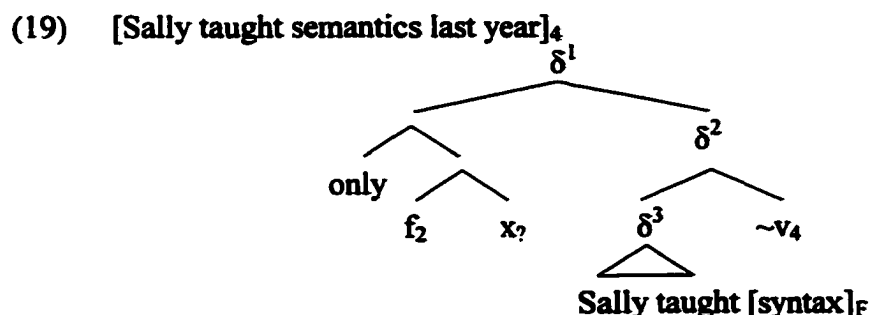 (19) [Sally taught semantics last year]₄
δ¹
δ²
only
f₂ x? δ³ ~v₄
Sally taught [syntax]F